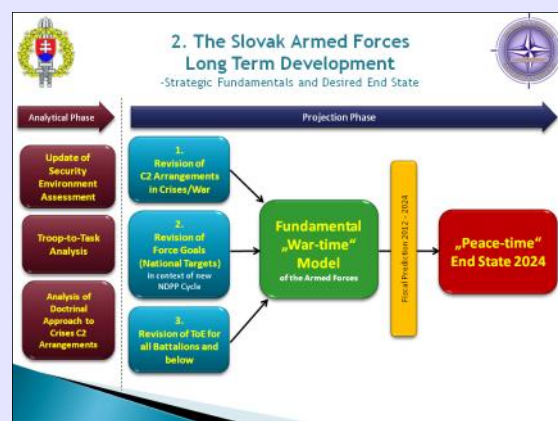 2. The Slovak Armed Forces
Long Term Development
-Strategic Fundamentals and Desired End State
Analytical Phase
Projection Phase
Update of
Security
Environment
Assessment
Troop-to-Task
Analysis
Analysis of
Doctrinal
Approach to
Crises C2
Arrangements
1.
Revision of
C2 Arrangements
in Crises/War
2.
Revision of
Force Goals
(National Targets)
in context of new
NDPP Cycle
3.
Revision of ToE for
all Battalions and
below
Fundamental
„War-time“
Model
of the Armed Forces
Fiscal Prediction 2012 - 2024
„Peace-time“
End State 2024